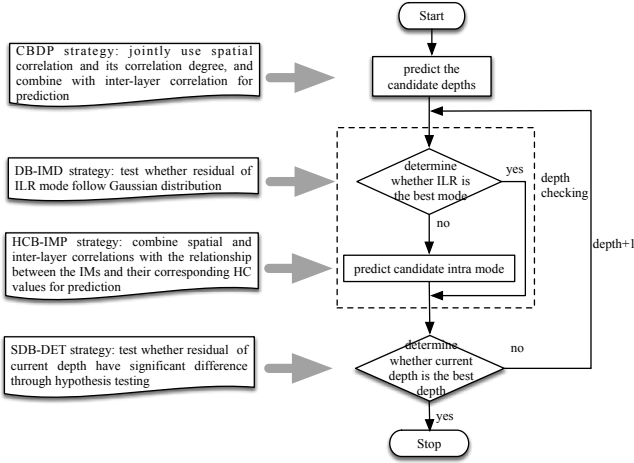 Start
CBDP strategy: jointly use spatial
correlation and its correlation degree, and
combine with inter-layer correlation for
prediction
predict the
candidate depths
DB-IMD strategy: test whether residual of
ILR mode follow Gaussian distribution
determine
whether ILR is
the best mode
yes
no
depth
checking
depth+1
HCB-IMP strategy: combine spatial and
inter-layer correlations with the relationship
between the IMs and their corresponding HC
values for prediction
predict candidate intra mode
SDB-DET strategy: test whether residual of
current depth have significant difference
through hypothesis testing
determine
whether current
depth is the best
depth
no
yes
Stop